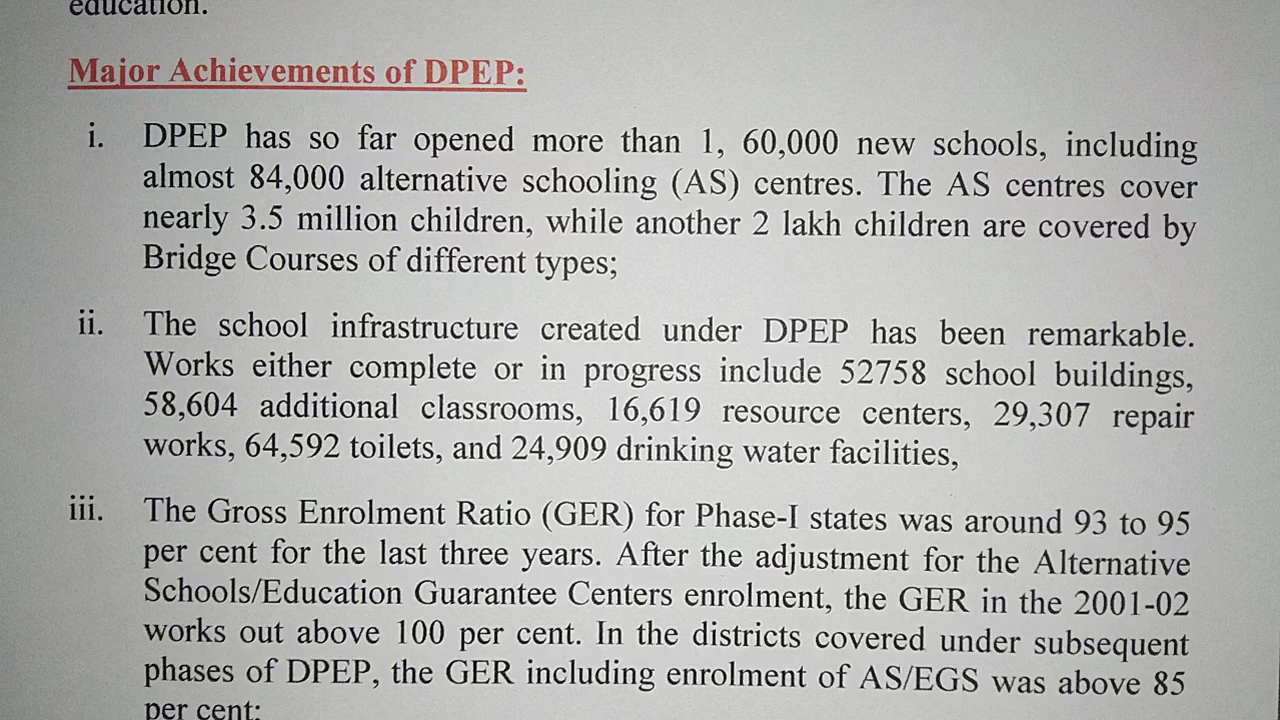 education.
Major Achievements of DPEP:
i. DPEP has so far opened more than 1, 60,000 new schools, including
almost 84,000 alternative schooling (AS) centres. The AS centres cover
nearly 3.5 million children, while another 2 lakh children are covered by
Bridge Courses of different types;
ii. The school infrastructure created under DPEP has been remarkable.
Works either complete or in progress include 52758 school buildings,
58,604 additional classrooms, 16,619 resource centers, 29,307 repair
works, 64,592 toilets, and 24,909 drinking water facilities,
iii. The Gross Enrolment Ratio (GER) for Phase-I states was around 93 to 95
per cent for the last three years. After the adjustment for the Alternative
Schools/Education Guarantee Centers enrolment, the GER in the 2001-02
works out above 100 per cent. In the districts covered under subsequent
phases of DPEP, the GER including enrolment of AS/EGS was above 85
per cent;